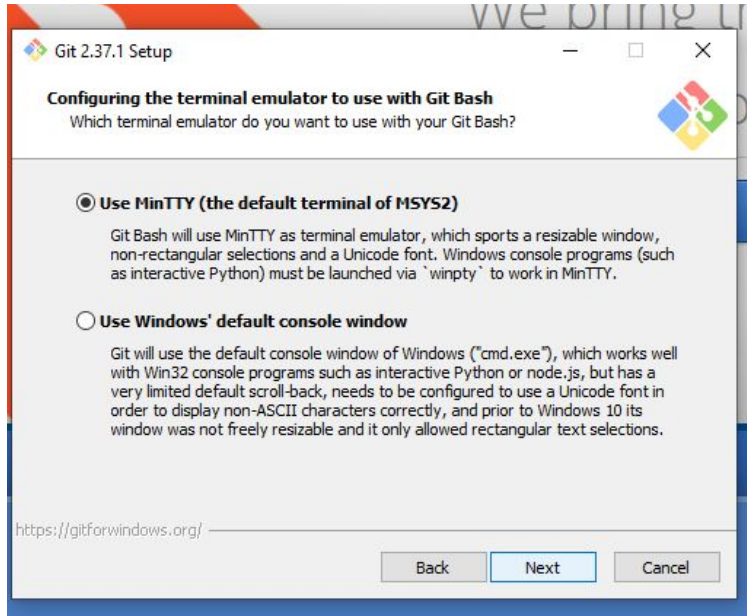 We bring
Git 2.37.1 Setup
Configuring the terminal emulator to use with Git Bash
Which terminal emulator do you want to use with your Git Bash?
Use MinTTY (the default terminal of MSYS2)
Git Bash will use MinTTY as terminal emulator, which sports a resizable window,
non-rectangular selections and a Unicode font. Windows console programs (such
as interactive Python) must be launched via `winpty` to work in MinTTY.
Use Windows' default console window
Git will use the default console window of Windows ("cmd.exe"), which works well
with Win32 console programs such as interactive Python or node.js, but has a
very limited default scroll-back, needs to be configured to use a Unicode font in
order to display non-ASCII characters correctly, and prior to Windows 10 its
window was not freely resizable and it only allowed rectangular text selections.
https://gitforwindows.org/
Back Next Cancel